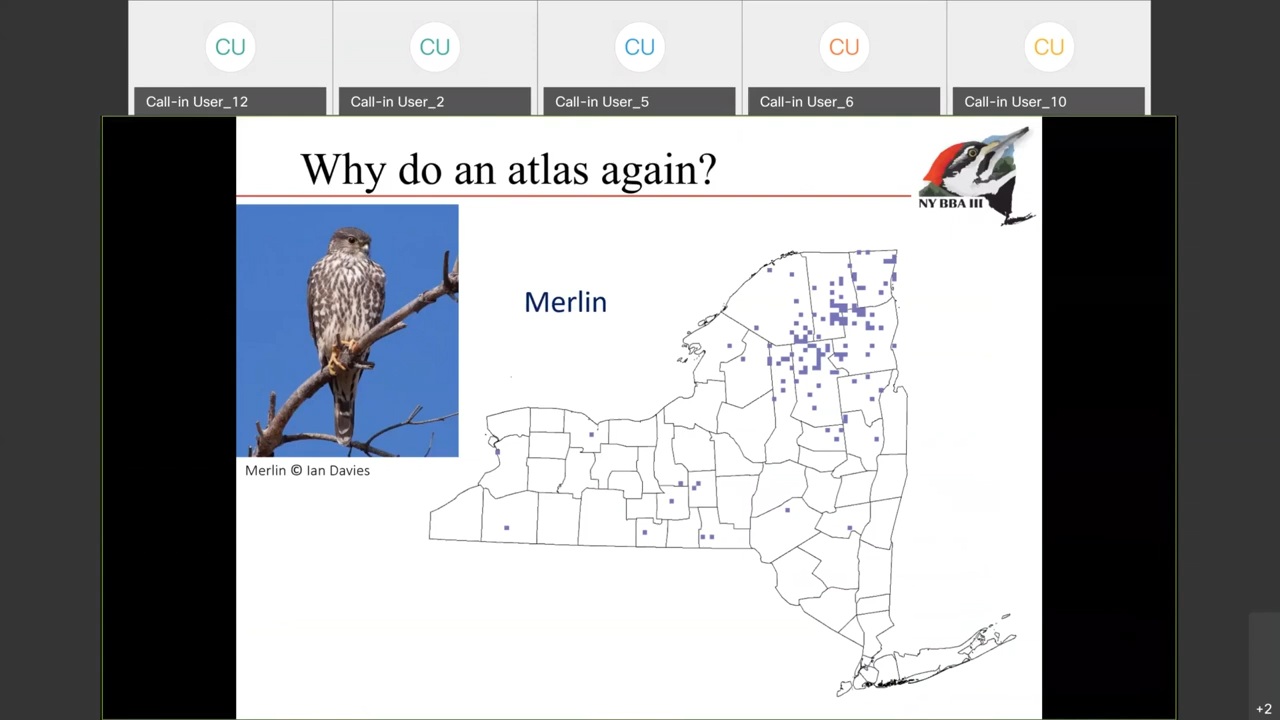 CU
CU
CU
CU
CU
Call-in User_12
Call-in User_2
Call-in User_5
Call-in User_6
Call-in User_10
Why do an atlas again?
NY BBA III
Merlin
Merlin © Ian Davies
+2